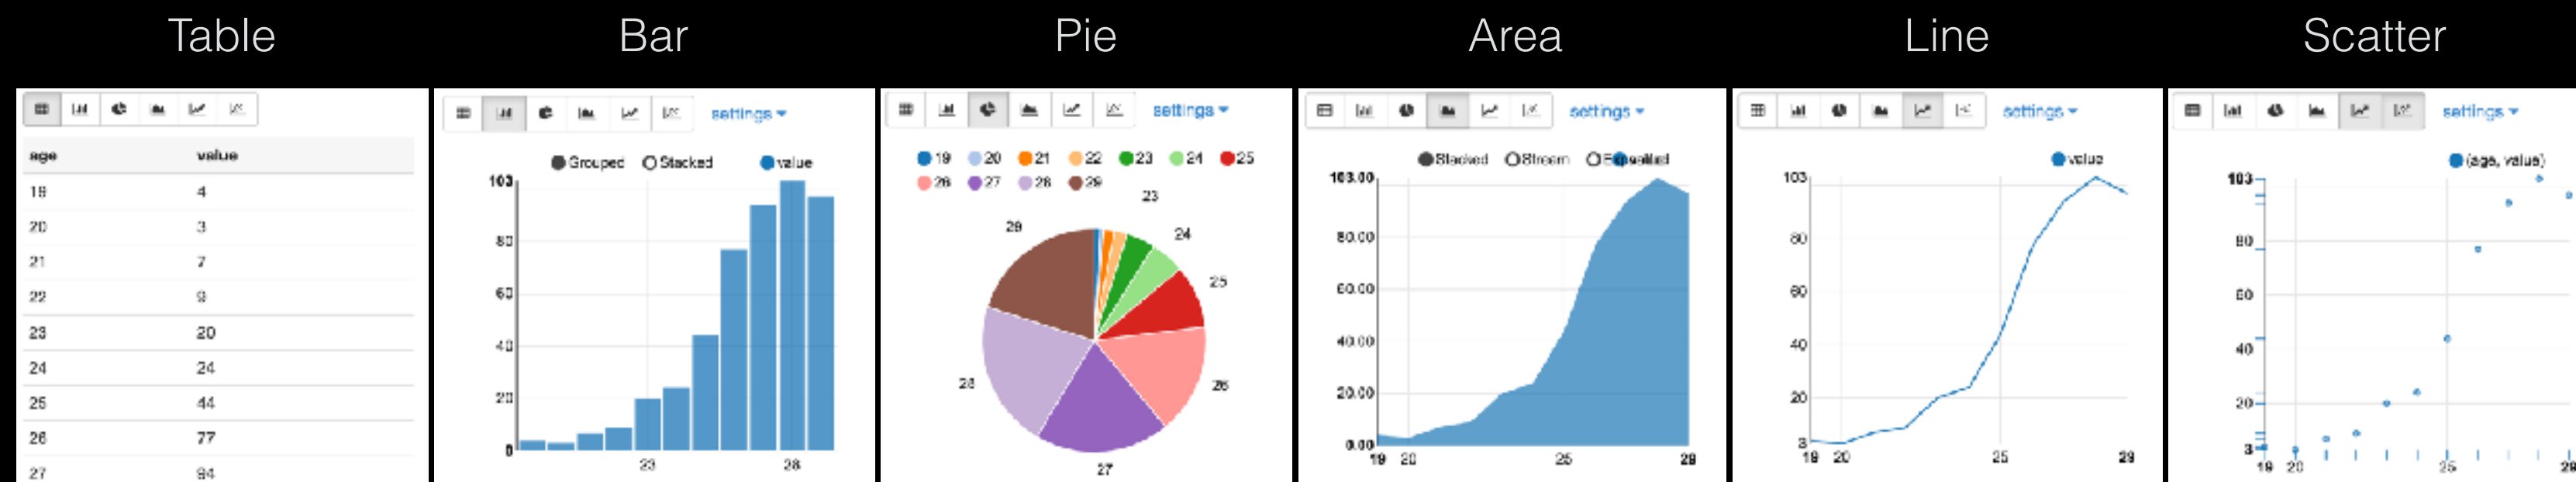 Table
Bar
Pie
Area
Line
Scatter
age value
19 4
20 3
21 7
22 9
23 20
24 24
25 44
26 77
27 94
settings
Grouped Stacked value
103
80
60
40
20
0
23 28
settings
19 20 21 22 23 24 25
26 27 28 29
23
29 24
25
28 26
27
settings
Stacked Stream
103.00
80.00
60.00
40.00
20.00
0.00
19 20 25 29
settings
value
103
80
60
40
20
3
19 20 25 29
settings
(age, value)
103
80
60
40
20
3
19 20 25 29